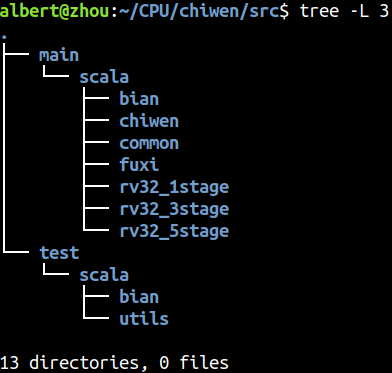 albert@zhou:~/CPU/chiwen/src$ tree -L 3
.
├── main
│   └── scala
│       ├── bian
│       ├── chiwen
│       ├── common
│       ├── fuxi
│       ├── rv32_1stage
│       ├── rv32_3stage
│       └── rv32_5stage
└── test
    └── scala
        ├── bian
        └── utils

13 directories, 0 files